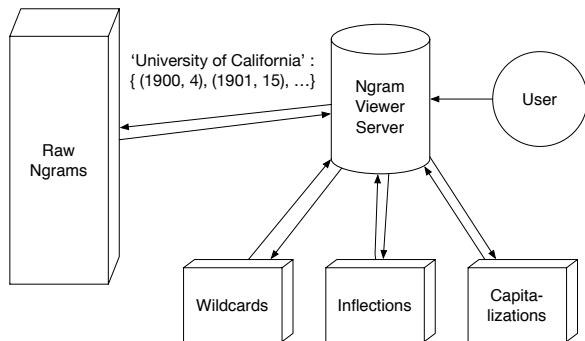 ‘University of California’ :
{ (1900, 4), (1901, 15), …}
Ngram
Viewer
Server
User
Raw
Ngrams
Wildcards
Inflections
Capita-
lizations